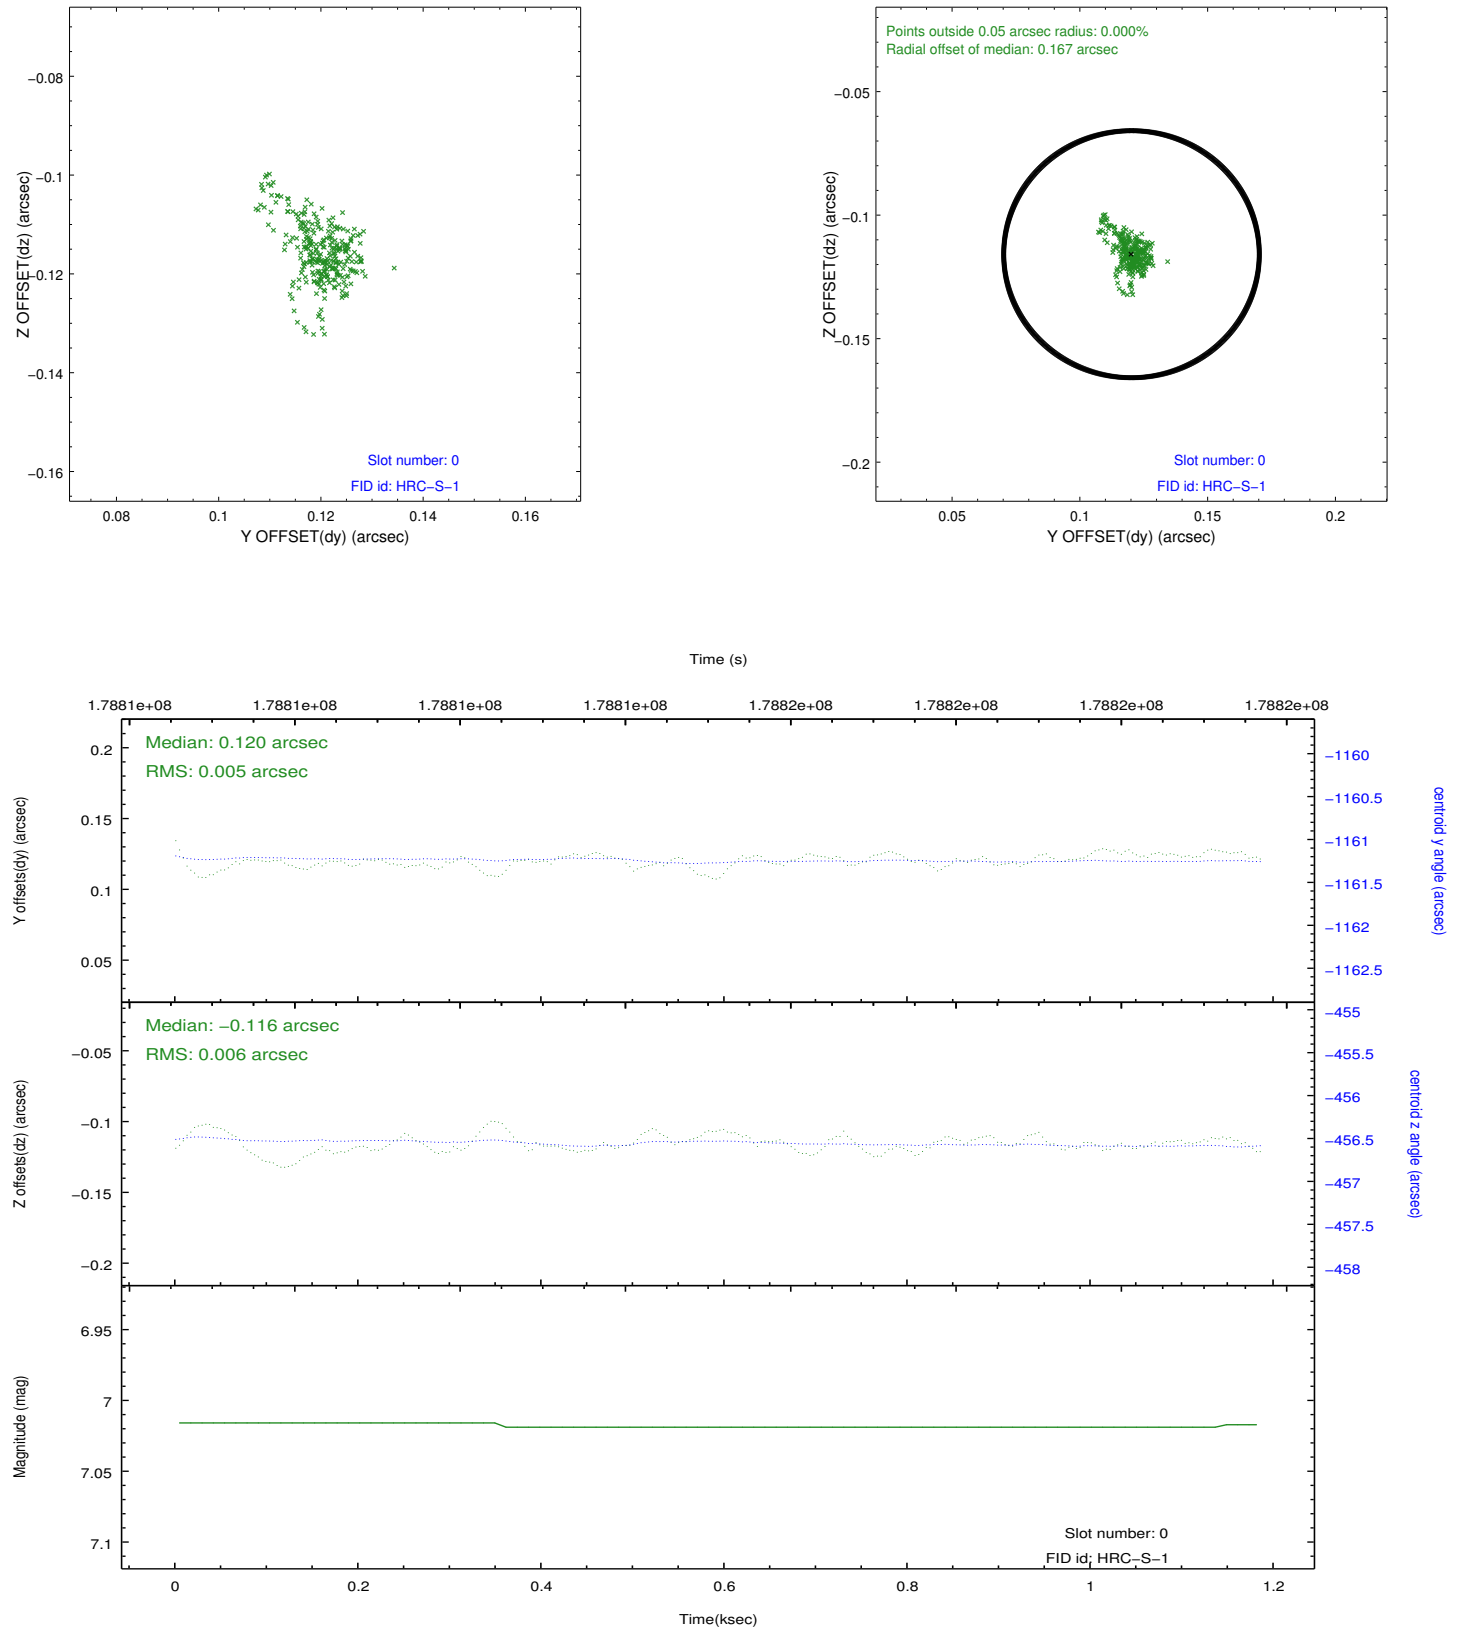 −0.08
−0.1
−0.12
−0.14
−0.16
Z OFFSET(dz) (arcsec)
Slot number: 0
FID id: HRC−S−1
0.08
0.1
0.12
0.14
0.16
Y OFFSET(dy) (arcsec)
Points outside 0.05 arcsec radius: 0.000%
Radial offset of median: 0.167 arcsec
−0.05
−0.1
−0.15
−0.2
Z OFFSET(dz) (arcsec)
Slot number: 0
FID id: HRC−S−1
0.05
0.1
0.15
0.2
Y OFFSET(dy) (arcsec)
Time (s)
1.7881e+08 1.7881e+08 1.7881e+08 1.7881e+08 1.7882e+08 1.7882e+08 1.7882e+08 1.7882e+08
Median: 0.120 arcsec
RMS: 0.005 arcsec
0.2
0.15
0.1
0.05
Y offsets(dy) (arcsec)
−1160
−1160.5
−1161
−1161.5
−1162
−1162.5
centroid y angle (arcsec)
Median: −0.116 arcsec
RMS: 0.006 arcsec
−0.05
−0.1
−0.15
−0.2
Z offsets(dz) (arcsec)
−455
−455.5
−456
−456.5
−457
−457.5
−458
centroid z angle (arcsec)
6.95
7
7.05
7.1
Magnitude (mag)
Slot number: 0
FID id: HRC−S−1
0 0.2 0.4 0.6 0.8 1 1.2
Time(ksec)